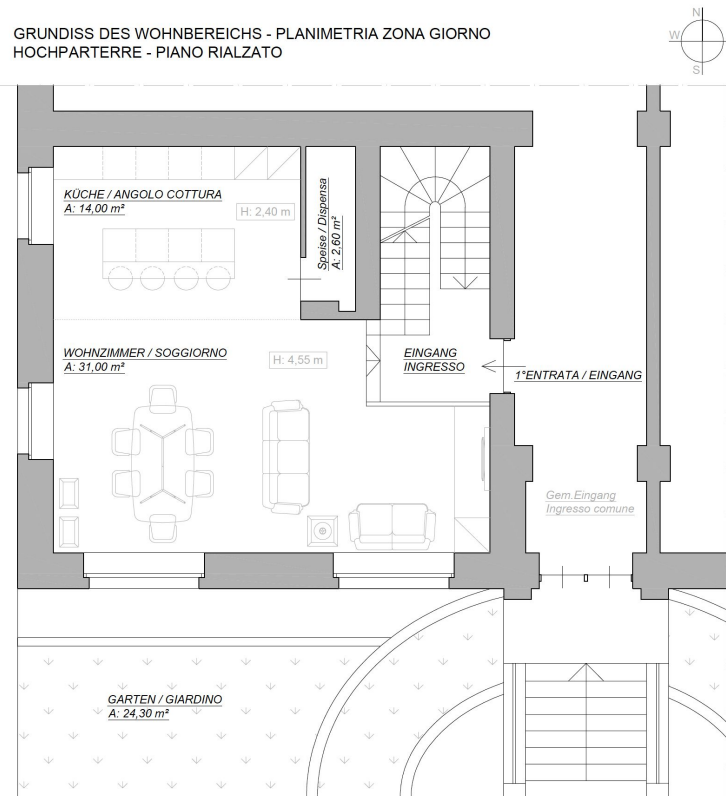 GRUNDISS DES WOHNBEREICHS - PLANIMETRIA ZONA GIORNO
HOCHPARTERRE - PIANO RIALZATO
N
W
S
KÜCHE / ANGOLO COTTURA
A: 14,00 m²
H: 2,40 m
Speise / Dispensa
A: 2,60 m²
WOHNZIMMER / SOGGIORNO
A: 31,00 m²
H: 4,55 m
EINGANG
INGRESSO
1°ENTRATA / EINGANG
Gem.Eingang
Ingresso comune
GARTEN / GIARDINO
A: 24,30 m²